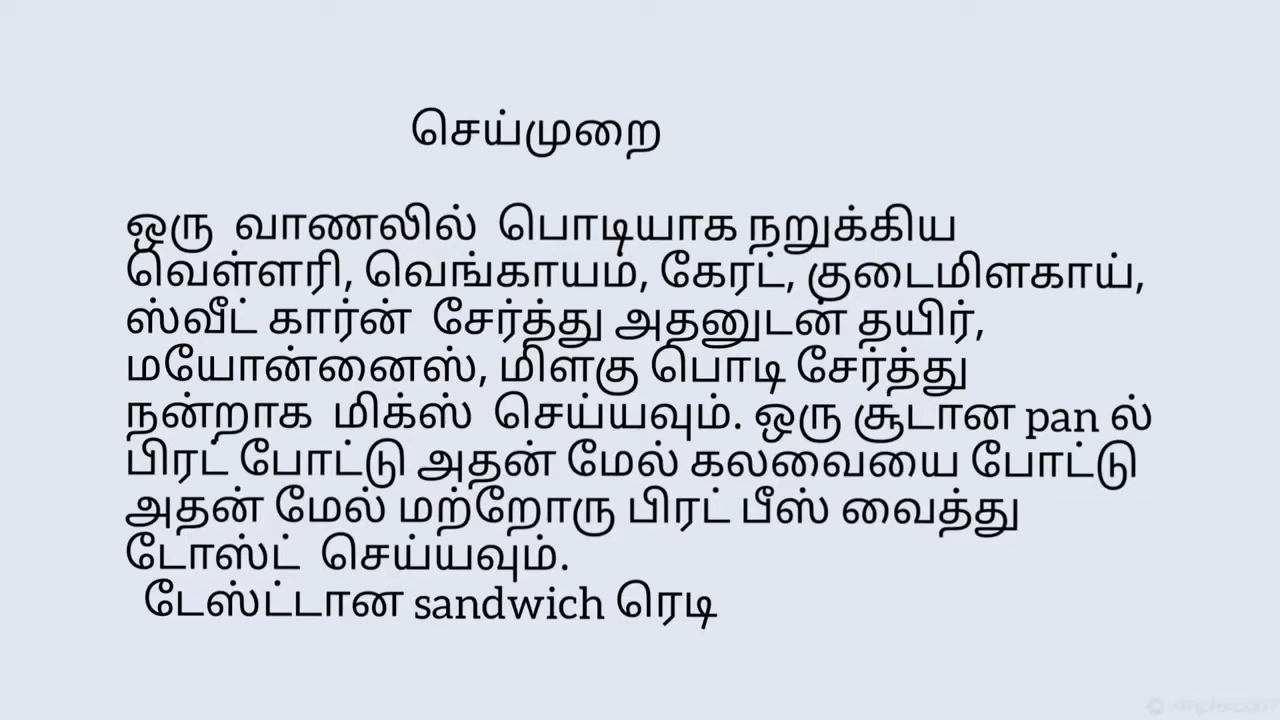 செய்முறை
ஒரு வாணலில் பொடியாக நறுக்கிய
வெள்ளரி, வெங்காயம், கேரட், குடைமிளகாய்,
ஸ்வீட் கார்ன் சேர்த்து அதனுடன் தயிர்,
மயோன்னைஸ், மிளகு பொடி சேர்த்து
நன்றாக மிக்ஸ் செய்யவும். ஒரு சூடான pan ல்
பிரட் போட்டு அதன் மேல் கலவையை போட்டு
அதன் மேல் மற்றோரு பிரட் பீஸ் வைத்து
டோஸ்ட் செய்யவும்.
டேஸ்ட்டான sandwich ரெடி